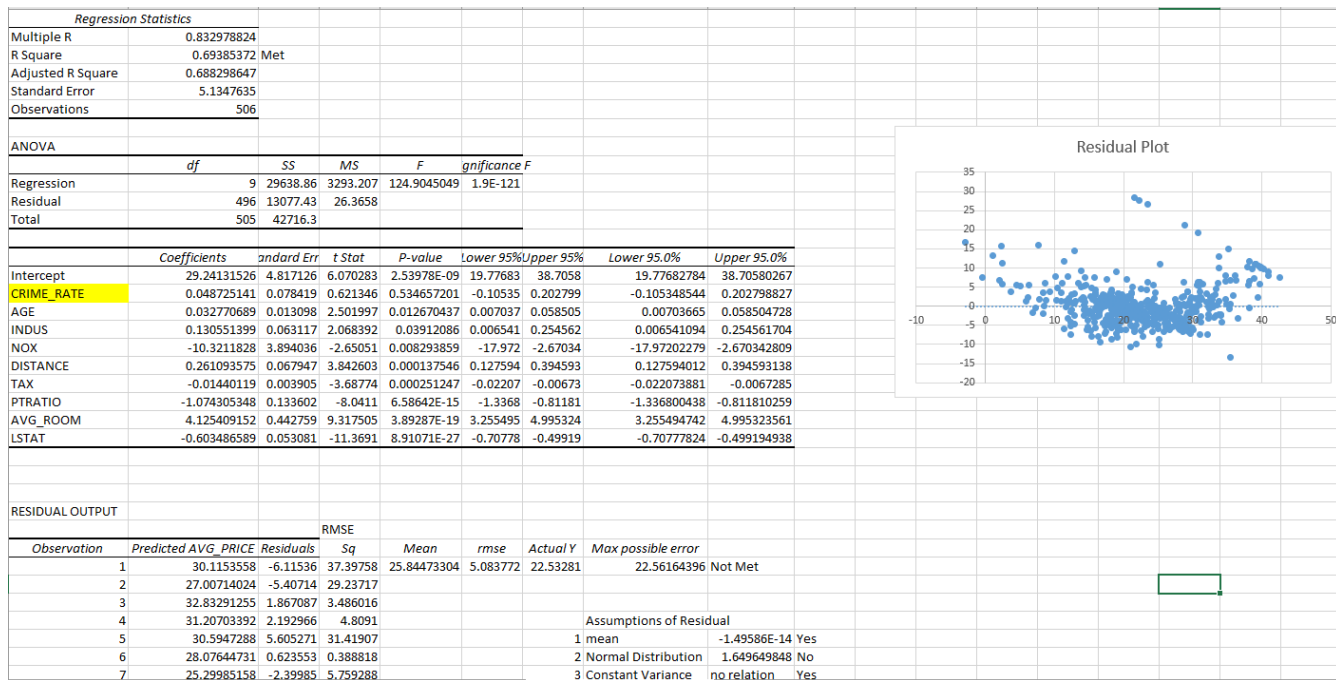 Regression Statistics
Multiple R 0.832978824
R Square 0.69385372 Met
Adjusted R Square 0.688298647
Standard Error 5.1347635
Observations 506
ANOVA
df SS MS F gnificance F
Regression 9 29638.86 3293.207 124.9045049 1.9E-121
Residual 496 13077.43 26.3658
Total 505 42716.3
Coefficients andard Err t Stat P-value Lower 95% Upper 95% Lower 95.0% Upper 95.0%
Intercept 29.24131526 4.817126 6.070283 2.53978E-09 19.77683 38.7058 19.77682784 38.70580267
CRIME_RATE 0.048725141 0.078419 0.621346 0.534657201 -0.10535 0.202799 -0.105348544 0.202798827
AGE 0.032770689 0.013098 2.501997 0.012670437 0.007037 0.058505 0.00703665 0.058504728
INDUS 0.130551399 0.063117 2.068392 0.03912086 0.006541 0.254562 0.006541094 0.254561704
NOX -10.3211828 3.894036 -2.65051 0.008293859 -17.972 -2.67034 -17.97202279 -2.670342809
DISTANCE 0.261093575 0.067947 3.842603 0.000137546 0.127594 0.394593 0.127594012 0.394593138
TAX -0.01440119 0.003905 -3.68774 0.000251247 -0.02207 -0.00673 -0.022073881 -0.0067285
PTRATIO -1.074305348 0.133602 -8.0411 6.58642E-15 -1.3368 -0.81181 -1.336800438 -0.811810259
AVG_ROOM 4.125409152 0.442759 9.317505 3.89287E-19 3.255495 4.995324 3.255494742 4.995323561
LSTAT -0.603486589 0.053081 -11.3691 8.91071E-27 -0.70778 -0.49919 -0.70777824 -0.499194938
Residual Plot
35
30
25
20
15
10
5
0
-5
-10
-15
-20
-10 0 10 20 30 40 50
RESIDUAL OUTPUT
RMSE
Observation Predicted AVG_PRICE Residuals Sq Mean rmse Actual Y Max possible error
1 30.1153558 -6.11536 37.39758 25.84473304 5.083772 22.53281 22.56164396 Not Met
2 27.00714024 -5.40714 29.23717
3 32.83291255 1.867087 3.486016
4 31.20703392 2.192966 4.8091 Assumptions of Residual
5 30.5947288 5.605271 31.41907 1 mean -1.49586E-14 Yes
6 28.07644731 0.623553 0.388818 2 Normal Distribution 1.649649848 No
7 25.29985158 -2.39985 5.759288 3 Constant Variance no relation Yes